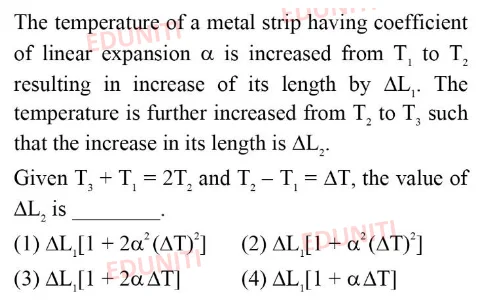 The temperature of a metal strip having coefficient
of linear expansion α is increased from T₁ to T₂
resulting in increase of its length by ΔL₁. The
temperature is further increased from T₂ to T₃ such
that the increase in its length is ΔL₂.
Given T₃ + T₁ = 2T₂ and T₂ – T₁ = ΔT, the value of
ΔL₂ is ________.
(1) ΔL₁[1 + 2α²(ΔT)²] (2) ΔL₁[1 + α²(ΔT)²]
(3) ΔL₁[1 + 2αΔT] (4) ΔL₁[1 + αΔT]
EDUNITI
EDUNITI
EDUNITI